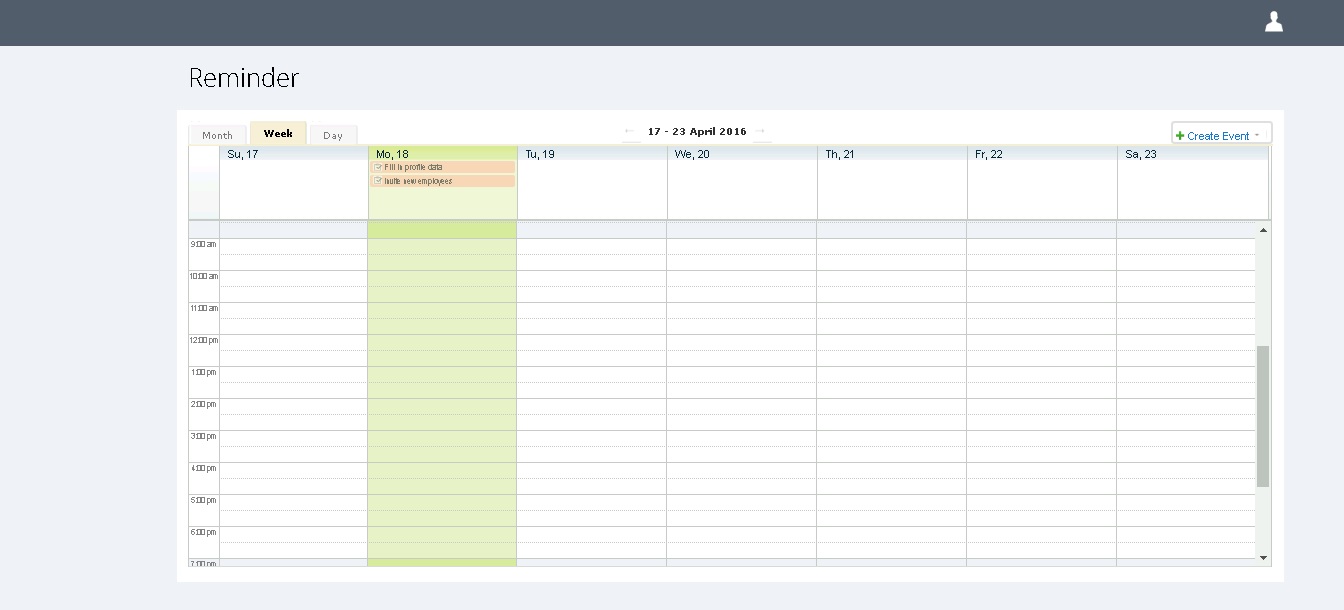 Reminder
Month Week Day 17 - 23 April 2016 Create Event
Su, 17 Mo, 18 Tu, 19 We, 20 Th, 21 Fr, 22 Sa, 23
Fill in profile data
Invite new employees
9:00 am
10:00 am
11:00 am
12:00 pm
1:00 pm
2:00 pm
3:00 pm
4:00 pm
5:00 pm
6:00 pm
7:00 pm